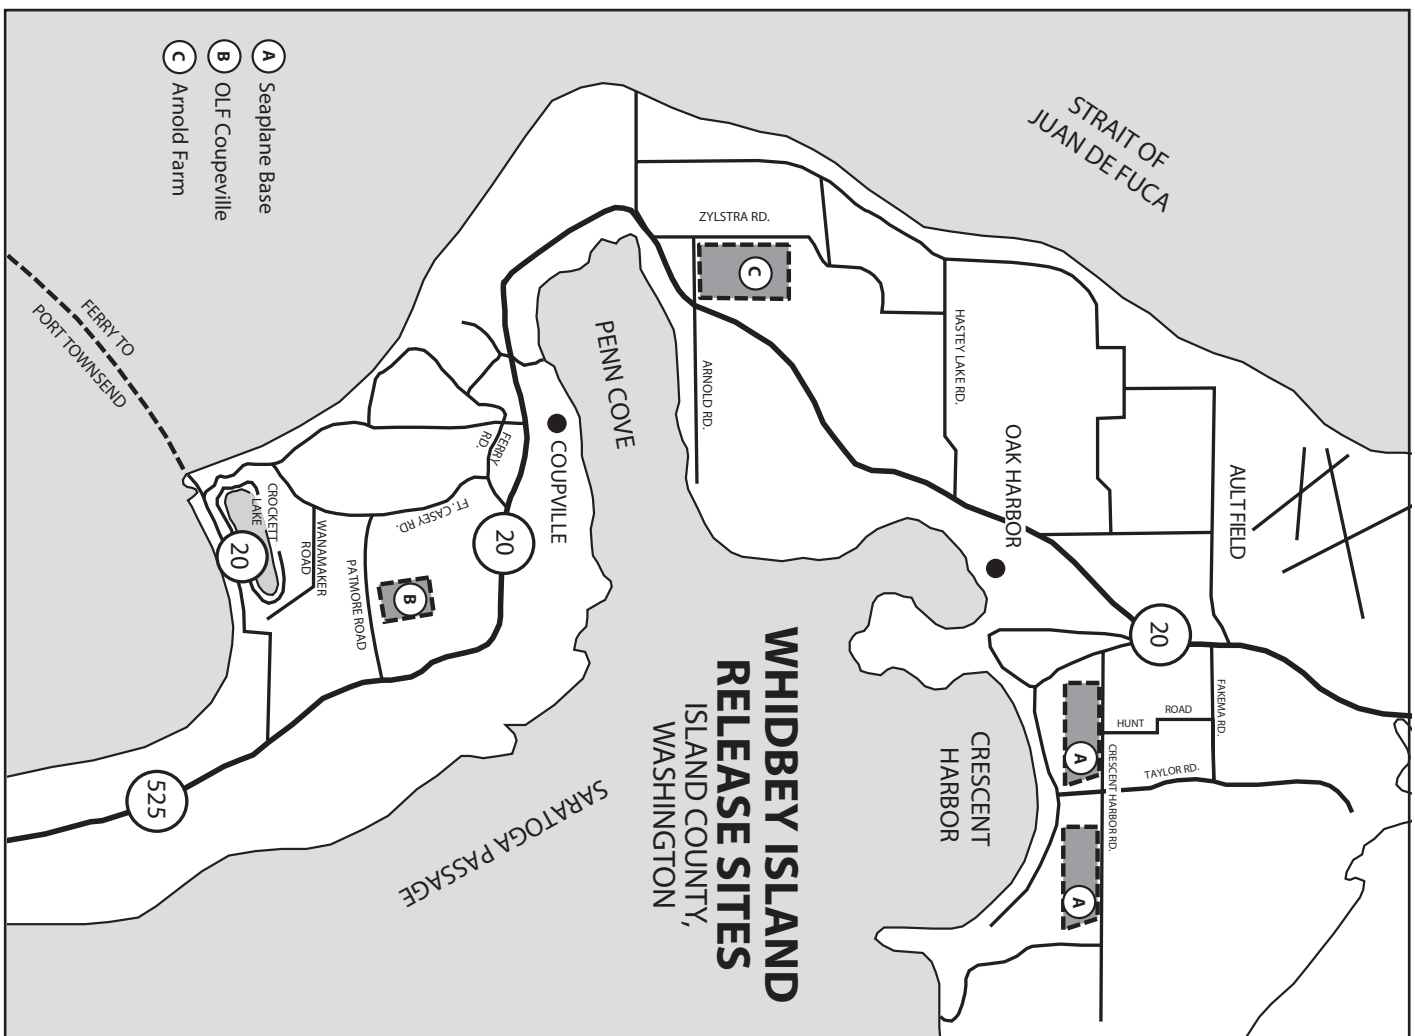 STRAIT OF
JUAN DE FUCA
AULTFIELD
20
FAKEMA RD.
HUNT
ROAD
TAYLOR RD.
CRESCENT HARBOR RD.
A
A
OAK HARBOR
HASTEY LAKE RD.
CRESCENT
HARBOR
ZYLSTRA RD.
C
ARNOLD RD.
PENN COVE
WHIDBEY ISLAND
RELEASE SITES
ISLAND COUNTY,
WASHINGTON
COUPVILLE
20
FERRY
RD.
FT. CASEY RD.
B
PATMORE ROAD
WANAMAKER
ROAD
CROCKETT
LAKE
20
SARATOGA PASSAGE
525
FERRY TO
PORT TOWNSEND
A Seaplane Base
B OLF Coupeville
C Arnold Farm